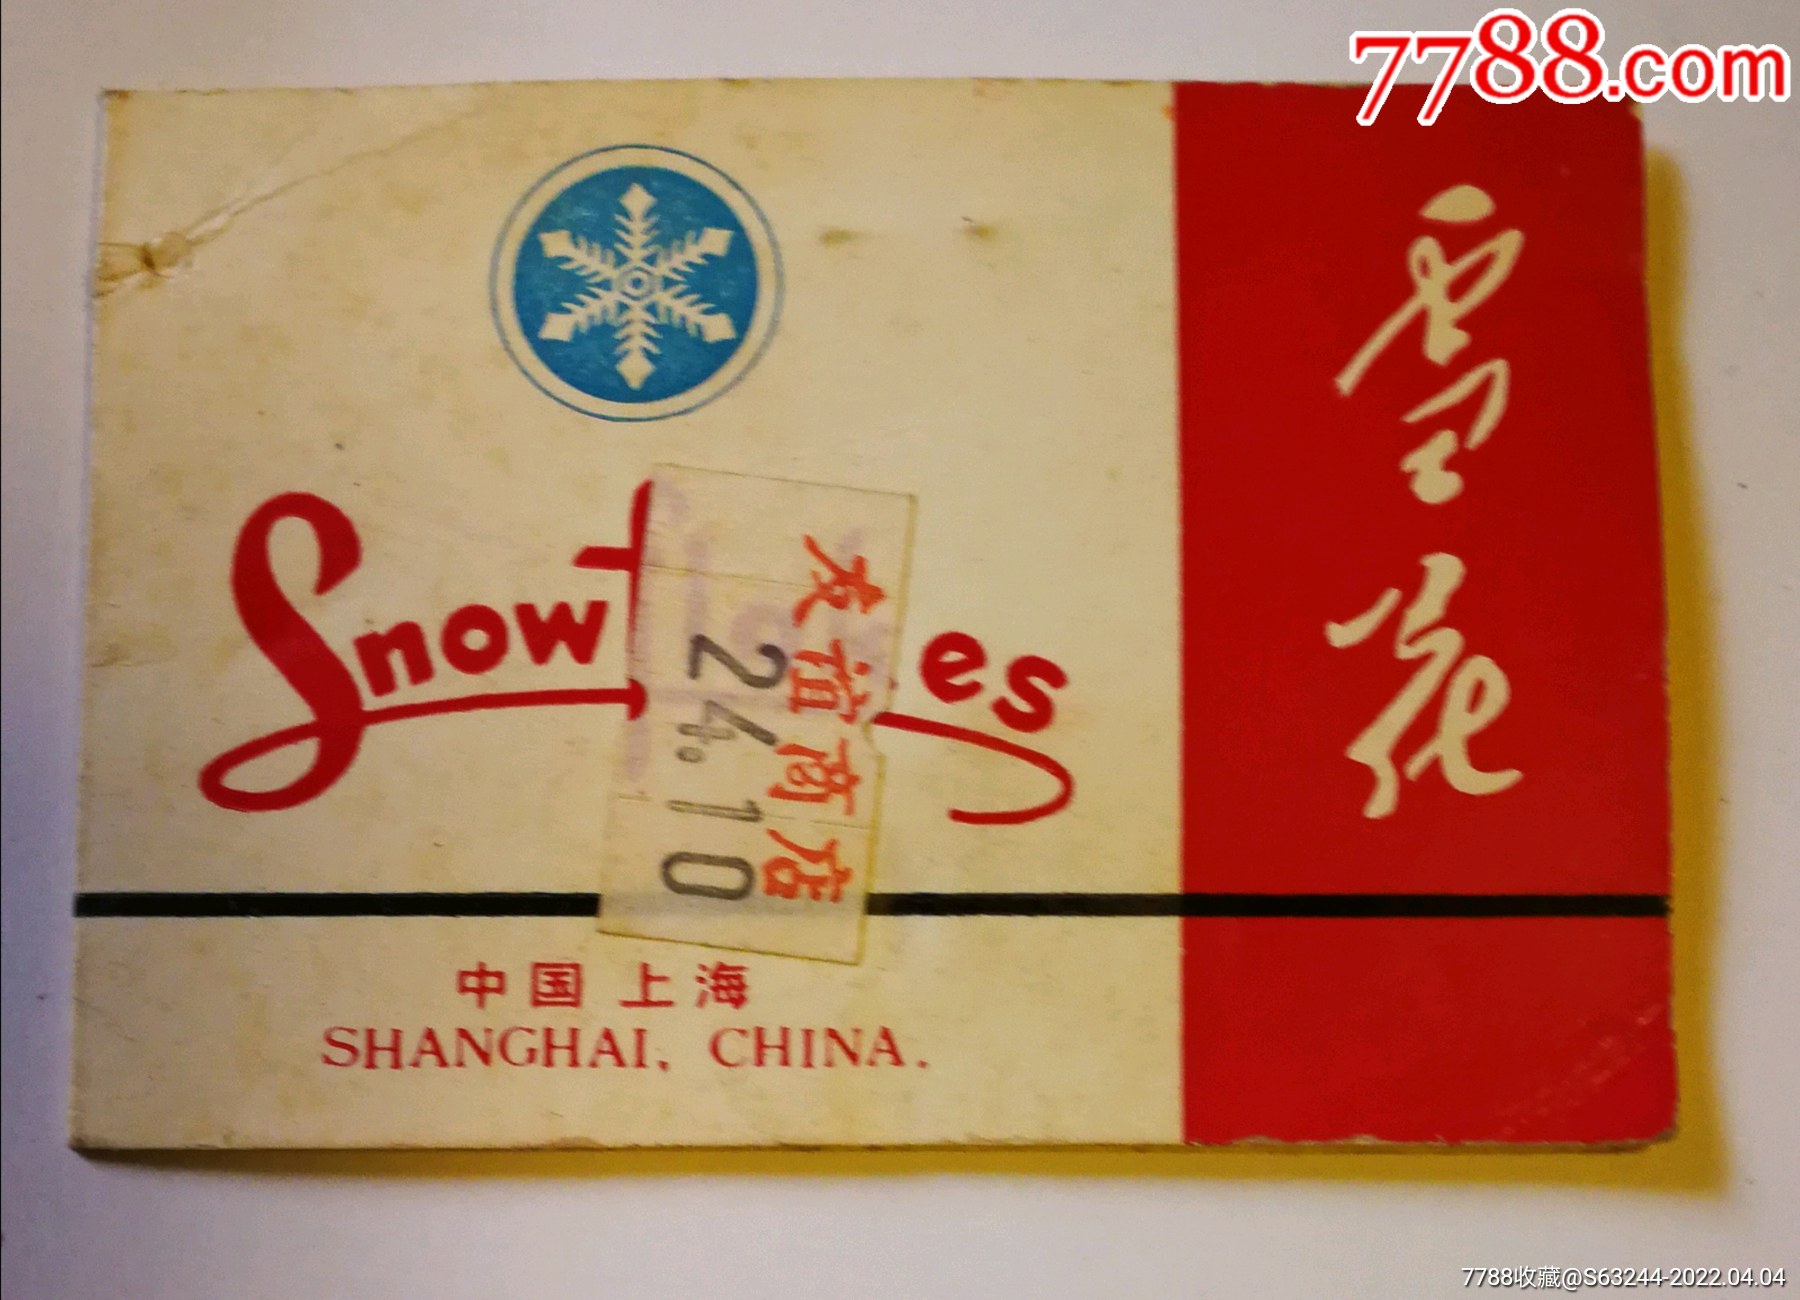 7788.com
雪花
Snow
es
友谊商店
24.10
中国 上海
SHANGHAI, CHINA.
7788收藏@S63244-2022.04.04